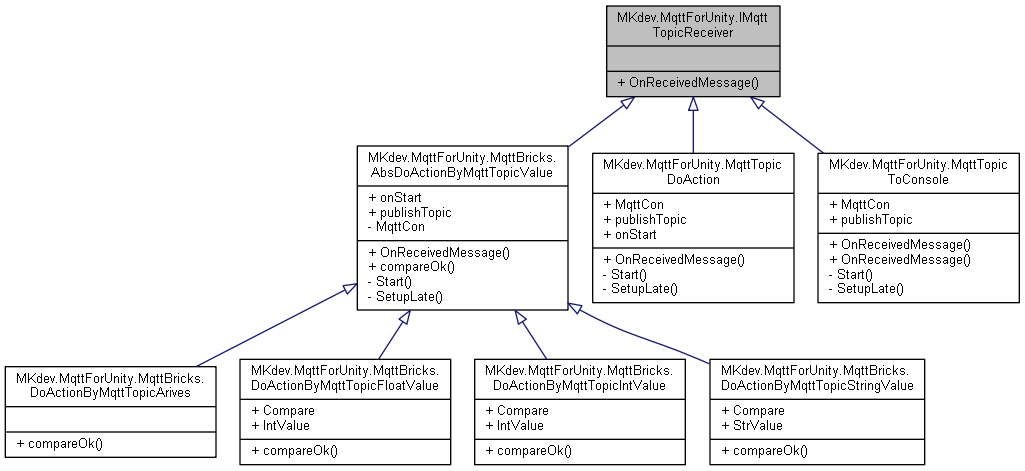 MKdev.MqttForUnity.IMqtt
TopicReceiver
+ OnReceivedMessage()
MKdev.MqttForUnity.MqttBricks.
AbsDoActionByMqttTopicValue
+ onStart
+ publishTopic
- MqttCon
+ OnReceivedMessage()
+ compareOk()
- Start()
- SetupLate()
MKdev.MqttForUnity.MqttTopic
DoAction
+ MqttCon
+ publishTopic
+ onStart
+ OnReceivedMessage()
- Start()
- SetupLate()
MKdev.MqttForUnity.MqttTopic
ToConsole
+ MqttCon
+ publishTopic
+ OnReceivedMessage()
+ OnReceivedMessage()
- Start()
- SetupLate()
MKdev.MqttForUnity.MqttBricks.
DoActionByMqttTopicArives
+ compareOk()
MKdev.MqttForUnity.MqttBricks.
DoActionByMqttTopicFloatValue
+ Compare
+ IntValue
+ compareOk()
MKdev.MqttForUnity.MqttBricks.
DoActionByMqttTopicIntValue
+ Compare
+ IntValue
+ compareOk()
MKdev.MqttForUnity.MqttBricks.
DoActionByMqttTopicStringValue
+ Compare
+ StrValue
+ compareOk()